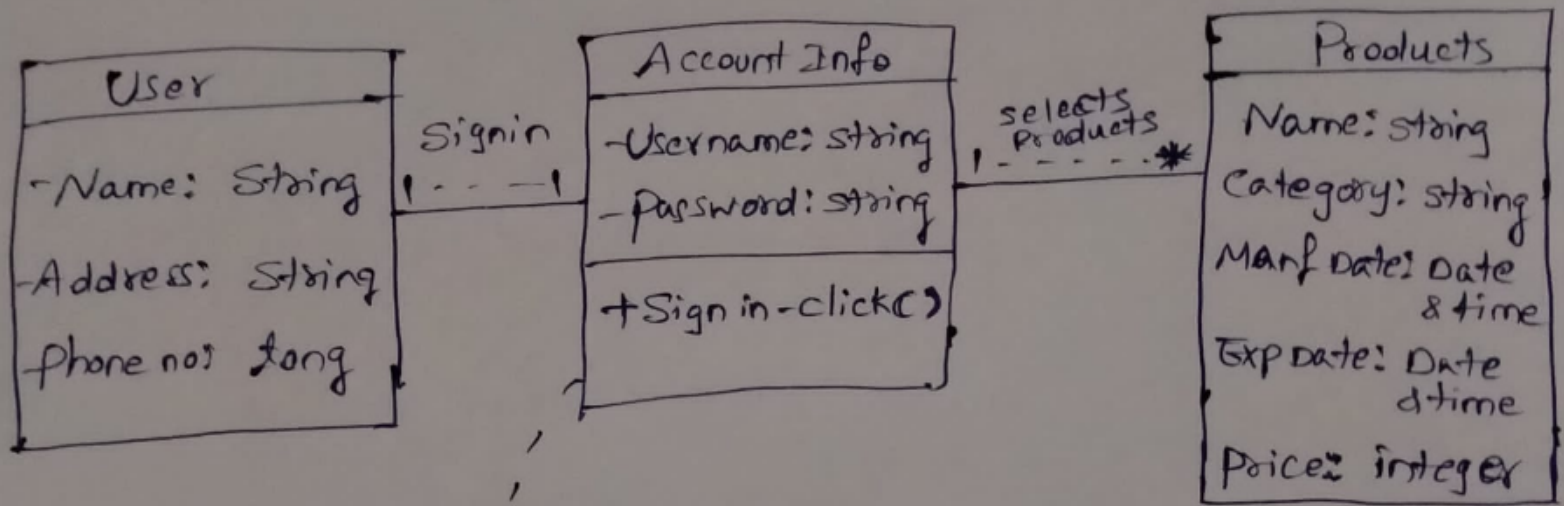 User
-Name: String
-Address: String
-Phone no: long
Signin
1 - - - 1
Account Info
-Username: string
-Password: string
+Sign in-click()
selects
Products
1 - - - - - *
Products
Name: string
Category: string
Manf Date: Date
& time
Exp Date: Date
& time
Price: integer